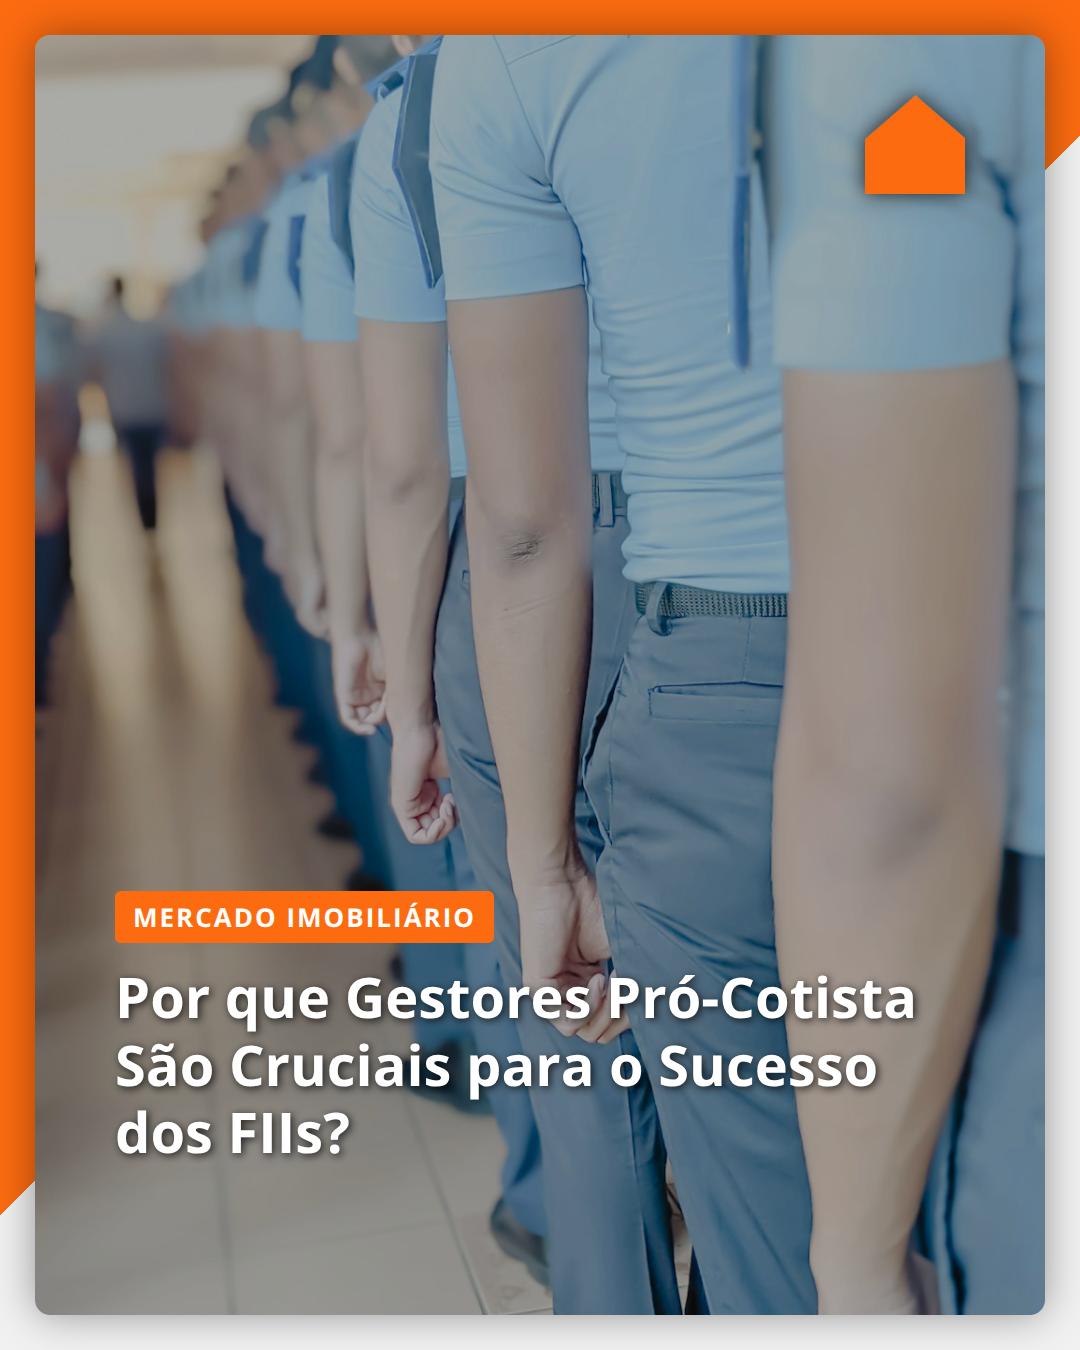 MERCADO IMOBILIÁRIO
Por que Gestores Pró-Cotista
São Cruciais para o Sucesso
dos FIIs?